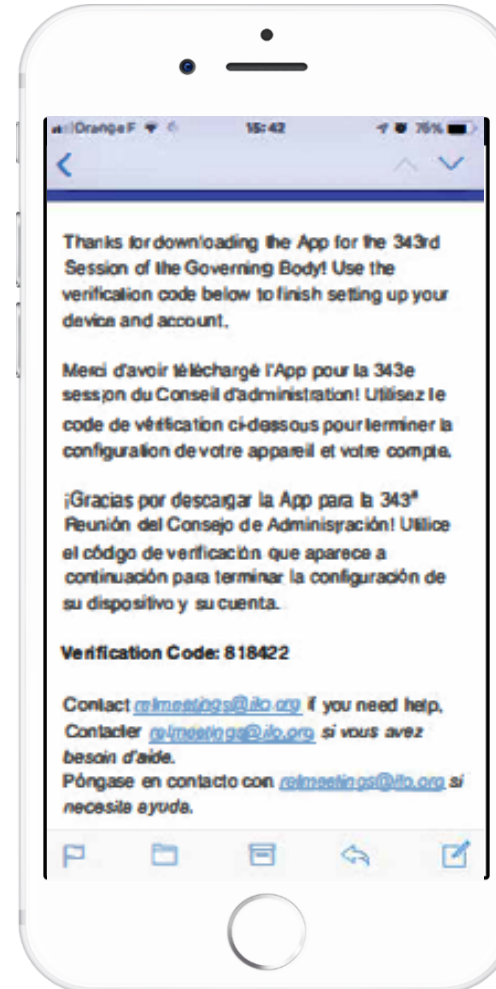 Orange F 15:42 76%
Thanks for downloading the App for the 343rd
Session of the Governing Body! Use the
verification code below to finish setting up your
device and account.
Merci d'avoir téléchargé l'App pour la 343e
session du Conseil d'administration! Utilisez le
code de vérification ci-dessous pour terminer la
configuration de votre appareil et votre compte.
¡Gracias por descargar la App para la 343ª
Reunión del Consejo de Administración! Utilice
el código de verificación que aparece a
continuación para terminar la configuración de
su dispositivo y su cuenta.
Verification Code: 818422
Contact relmeetings@ilo.org if you need help,
Contacter relmeetings@ilo.org si vous avez
besoin d'aide.
Póngase en contacto con relmeetings@ilo.org si
necesita ayuda.